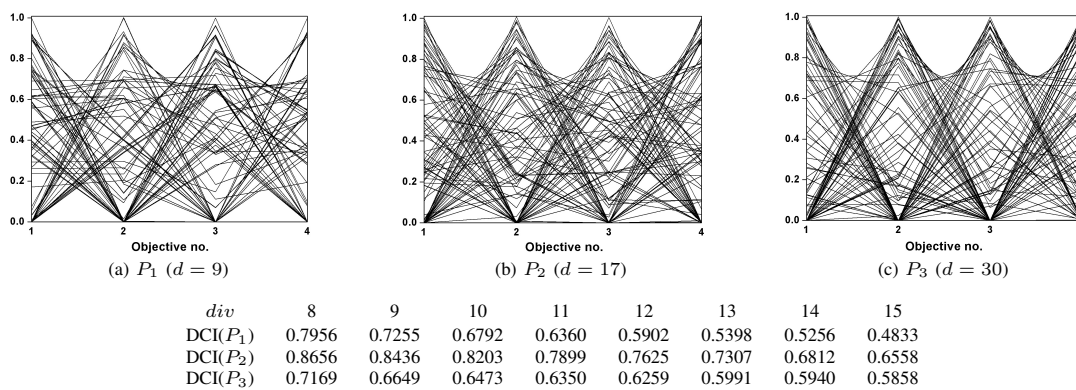 1.0 1.0 1.0
0.8 0.8 0.8
0.6 0.6 0.6
0.4 0.4 0.4
0.2 0.2 0.2
0.0 0.0 0.0
1 2 3 4 1 2 3 4 1 2 3
Objective no. Objective no. Objective no.
(a) P₁ (d = 9) (b) P₂ (d = 17) (c) P₃ (d = 30)
div 8 9 10 11 12 13 14 15
DCI(P₁) 0.7956 0.7255 0.6792 0.6360 0.5902 0.5398 0.5256 0.4833
DCI(P₂) 0.8656 0.8436 0.8203 0.7899 0.7625 0.7307 0.6812 0.6558
DCI(P₃) 0.7169 0.6649 0.6473 0.6350 0.6259 0.5991 0.5940 0.5858